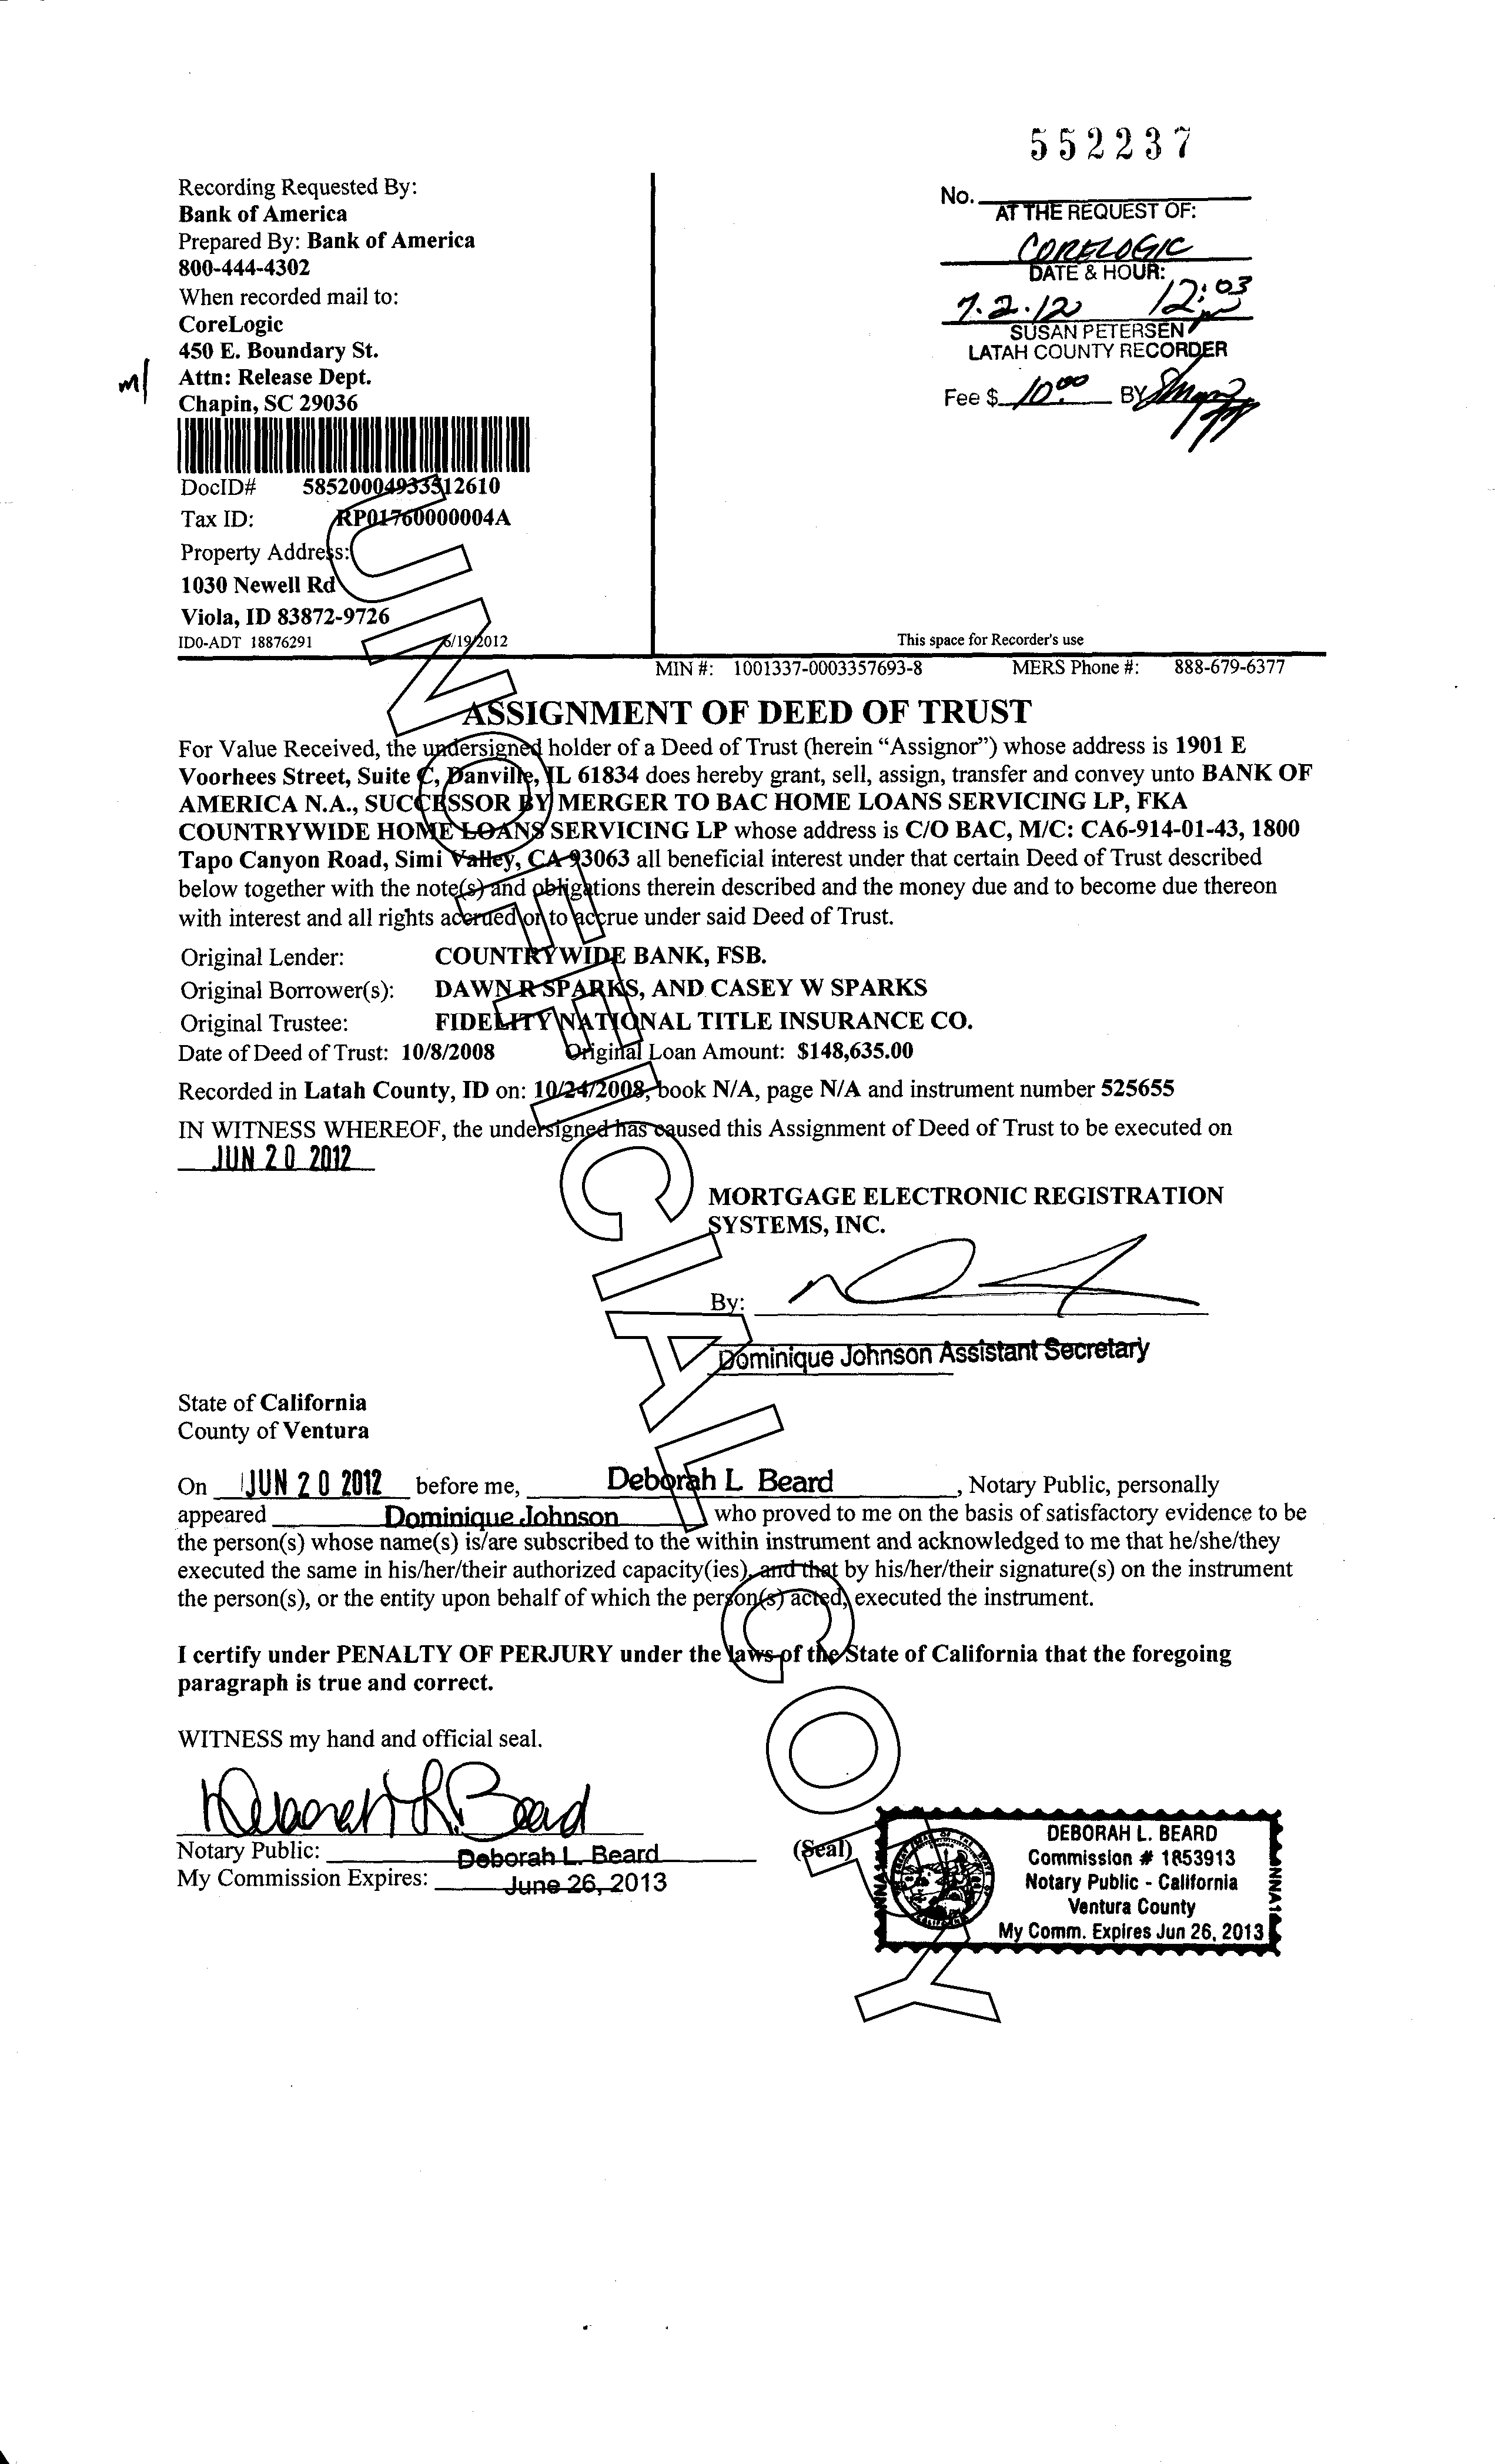 552237
Recording Requested By:
Bank of America
Prepared By: Bank of America
800-444-4302
When recorded mail to:
CoreLogic
450 E. Boundary St.
Attn: Release Dept.
Chapin, SC 29036
m/
DocID# 58520004933512610
Tax ID: RP01760000004A
Property Address:
1030 Newell Rd
Viola, ID 83872-9726
ID0-ADT 18876291 6/19/2012
No.
AT THE REQUEST OF:
CORELOGIC
DATE & HOUR:
7.2.12 12:03
SUSAN PETERSEN
LATAH COUNTY RECORDER
Fee $ 10.00 BY
This space for Recorder's use
MIN #: 1001337-0003357693-8 MERS Phone #: 888-679-6377
ASSIGNMENT OF DEED OF TRUST
For Value Received, the undersigned holder of a Deed of Trust (herein “Assignor”) whose address is 1901 E
Voorhees Street, Suite C, Danville, IL 61834 does hereby grant, sell, assign, transfer and convey unto BANK OF
AMERICA N.A., SUCCESSOR BY MERGER TO BAC HOME LOANS SERVICING LP, FKA
COUNTRYWIDE HOME LOANS SERVICING LP whose address is C/O BAC, M/C: CA6-914-01-43, 1800
Tapo Canyon Road, Simi Valley, CA 93063 all beneficial interest under that certain Deed of Trust described
below together with the note(s) and obligations therein described and the money due and to become due thereon
with interest and all rights accrued or to accrue under said Deed of Trust.
Original Lender: COUNTRYWIDE BANK, FSB.
Original Borrower(s): DAWN R SPARKS, AND CASEY W SPARKS
Original Trustee: FIDELITY NATIONAL TITLE INSURANCE CO.
Date of Deed of Trust: 10/8/2008 Original Loan Amount: $148,635.00
Recorded in Latah County, ID on: 10/24/2008, book N/A, page N/A and instrument number 525655
IN WITNESS WHEREOF, the undersigned has caused this Assignment of Deed of Trust to be executed on
JUN 20 2012
MORTGAGE ELECTRONIC REGISTRATION
SYSTEMS, INC.
By:
Dominique Johnson Assistant Secretary
State of California
County of Ventura
On JUN 20 2012 before me, Deborah L Beard, Notary Public, personally
appeared Dominique Johnson who proved to me on the basis of satisfactory evidence to be
the person(s) whose name(s) is/are subscribed to the within instrument and acknowledged to me that he/she/they
executed the same in his/her/their authorized capacity(ies), and that by his/her/their signature(s) on the instrument
the person(s), or the entity upon behalf of which the person(s) acted, executed the instrument.
I certify under PENALTY OF PERJURY under the laws of the State of California that the foregoing
paragraph is true and correct.
WITNESS my hand and official seal.
Deborah L. Beard
Notary Public: Deborah L. Beard (Seal)
My Commission Expires: June 26, 2013
DEBORAH L. BEARD
Commission # 1853913
Notary Public - California
Ventura County
My Comm. Expires Jun 26, 2013
UNOFFICIAL COPY